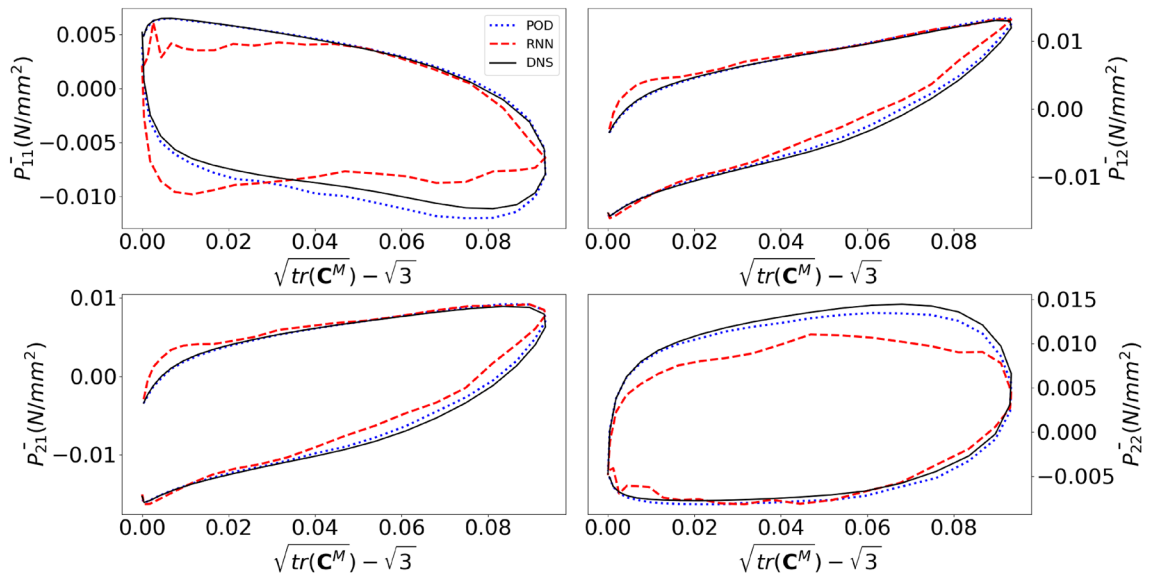 0.005
0.000
−0.005
−0.010
P̄₁₁(N/mm²)
0.00 0.02 0.04 0.06 0.08
√tr(𝐂ᴹ) − √3
POD
RNN
DNS
0.01
0.00
−0.01
P̄₁₂(N/mm²)
0.00 0.02 0.04 0.06 0.08
√tr(𝐂ᴹ) − √3
0.01
0.00
−0.01
P̄₂₁(N/mm²)
0.00 0.02 0.04 0.06 0.08
√tr(𝐂ᴹ) − √3
0.015
0.010
0.005
0.000
−0.005
P̄₂₂(N/mm²)
0.00 0.02 0.04 0.06 0.08
√tr(𝐂ᴹ) − √3